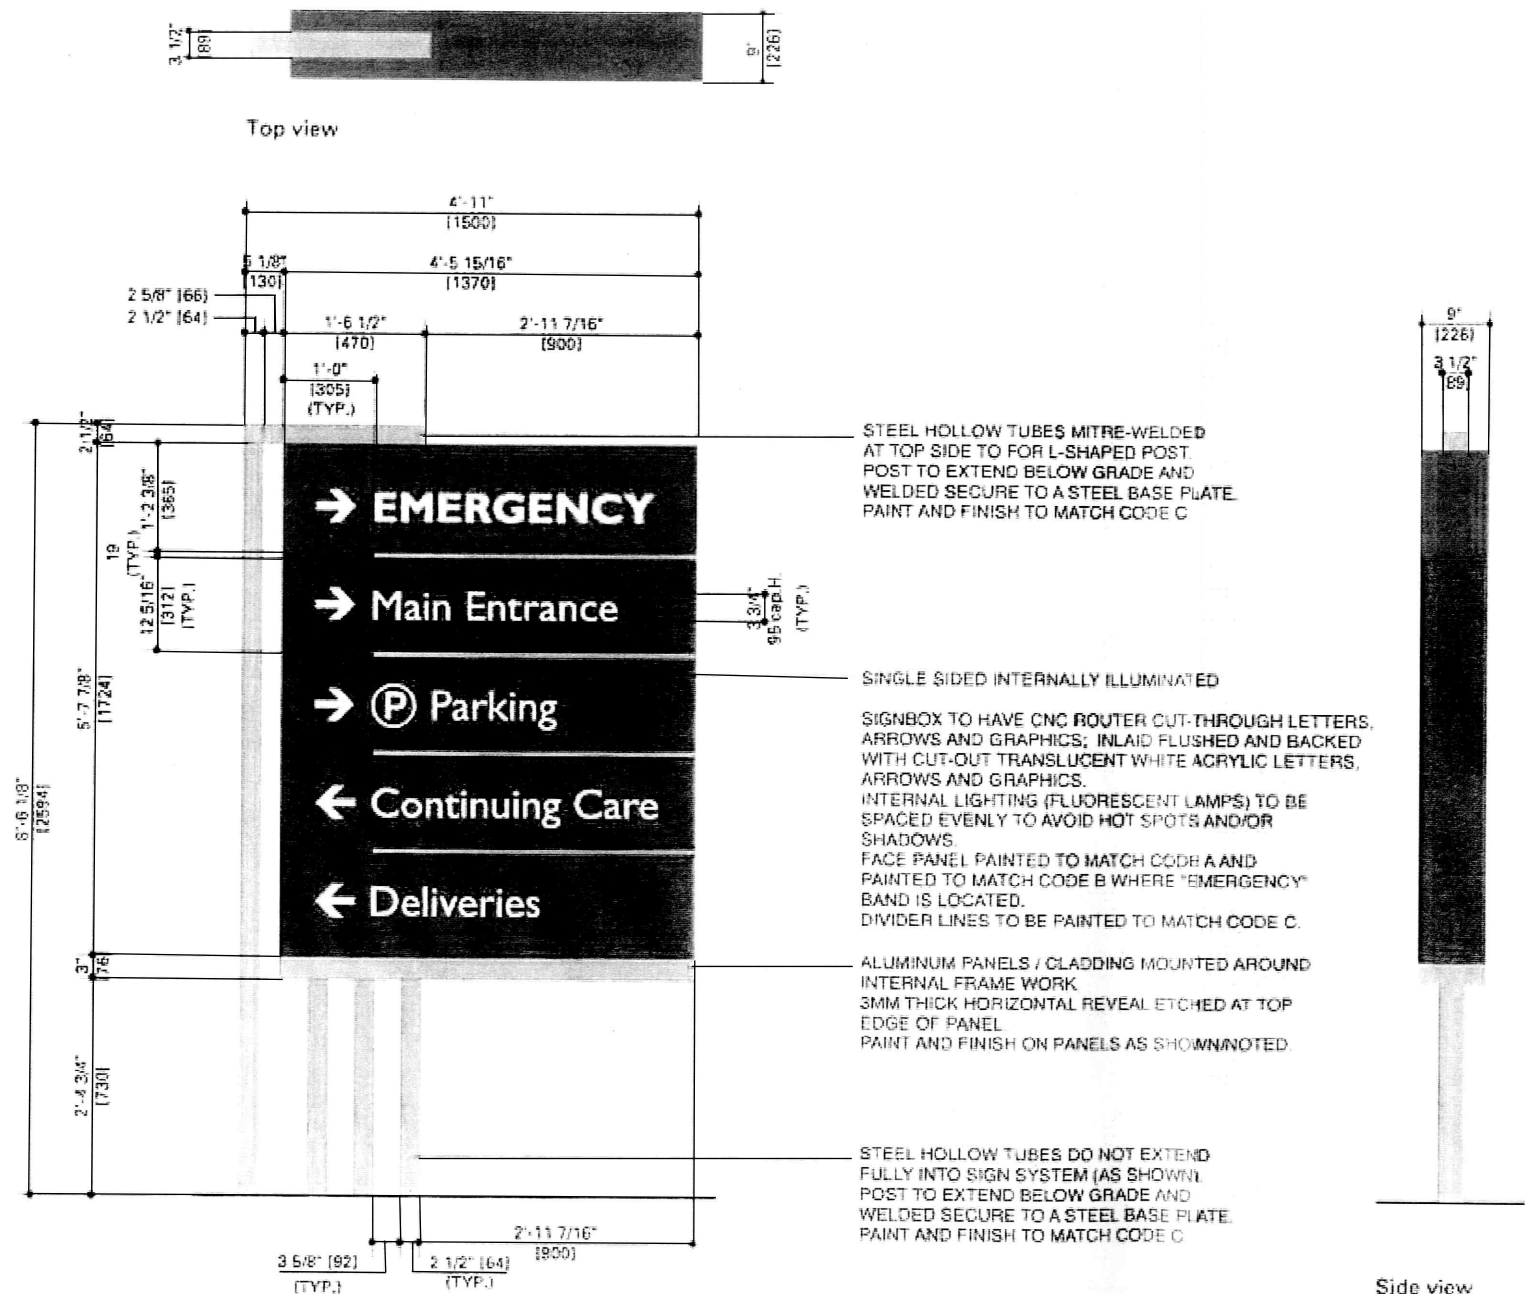 3 1/2"
[89]
9"
[226]
Top view
4'-11"
[1500]
5 1/8"
[130]
4'-5 15/16"
[1370]
2 5/8" [66]
2 1/2" [64]
1'-6 1/2"
[470]
2'-11 7/16"
[900]
1'-0"
[305]
(TYP.)
2 1/2"
[64]
1'-2 3/8"
[365]
19
(TYP.)
12 5/16"
[312]
(TYP.)
5'-7 7/8"
[1724]
8'-6 1/8"
[2594]
3"
[76]
2'-4 3/4"
[730]
→ EMERGENCY
→ Main Entrance
→ Ⓟ Parking
← Continuing Care
← Deliveries
3 3/4"
95 cap.H.
(TYP.)
STEEL HOLLOW TUBES MITRE-WELDED
AT TOP SIDE TO FOR L-SHAPED POST.
POST TO EXTEND BELOW GRADE AND
WELDED SECURE TO A STEEL BASE PLATE.
PAINT AND FINISH TO MATCH CODE C
SINGLE SIDED INTERNALLY ILLUMINATED
SIGNBOX TO HAVE CNC ROUTER CUT-THROUGH LETTERS,
ARROWS AND GRAPHICS; INLAID FLUSHED AND BACKED
WITH CUT-OUT TRANSLUCENT WHITE ACRYLIC LETTERS,
ARROWS AND GRAPHICS.
INTERNAL LIGHTING (FLUORESCENT LAMPS) TO BE
SPACED EVENLY TO AVOID HOT SPOTS AND/OR
SHADOWS.
FACE PANEL PAINTED TO MATCH CODE A AND
PAINTED TO MATCH CODE B WHERE "EMERGENCY"
BAND IS LOCATED.
DIVIDER LINES TO BE PAINTED TO MATCH CODE C.
ALUMINUM PANELS / CLADDING MOUNTED AROUND
INTERNAL FRAME WORK
3MM THICK HORIZONTAL REVEAL ETCHED AT TOP
EDGE OF PANEL
PAINT AND FINISH ON PANELS AS SHOWN/NOTED.
STEEL HOLLOW TUBES DO NOT EXTEND
FULLY INTO SIGN SYSTEM (AS SHOWN).
POST TO EXTEND BELOW GRADE AND
WELDED SECURE TO A STEEL BASE PLATE.
PAINT AND FINISH TO MATCH CODE C
3 5/8" [92]
(TYP.)
2 1/2" [64]
(TYP.)
2'-11 7/16"
[900]
9"
[226]
3 1/2"
[89]
Side view